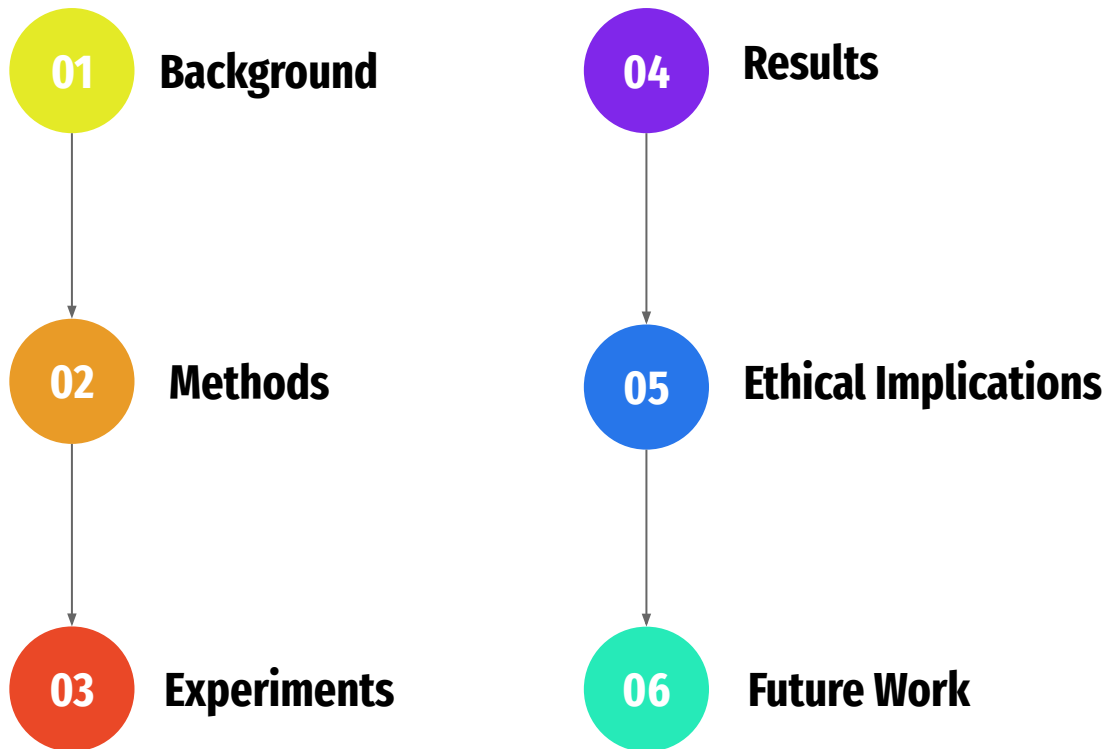 01
Background
02
Methods
03
Experiments
04
Results
05
Ethical Implications
06
Future Work